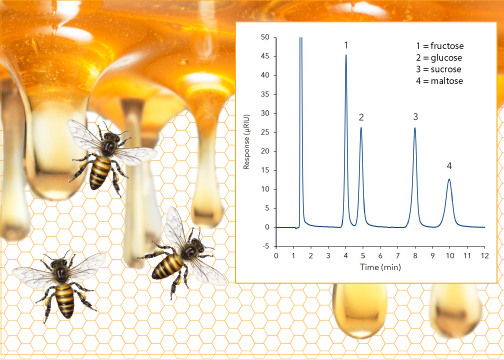 50
45
40
35
30
25
20
15
10
5
0
-5
Response (µRIU)
1
2
3
4
1 = fructose
2 = glucose
3 = sucrose
4 = maltose
0 1 2 3 4 5 6 7 8 9 10 11 12
Time (min)